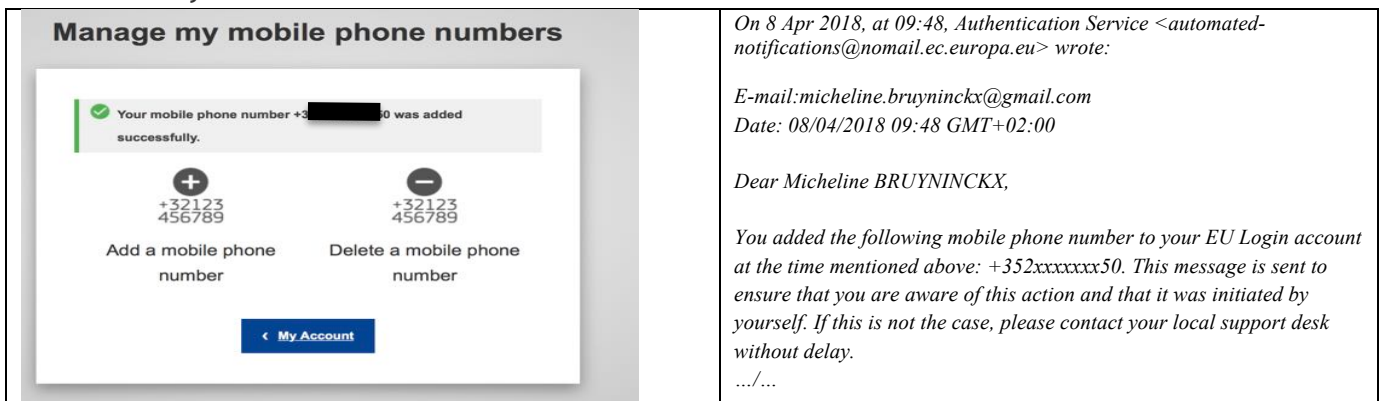 Manage my mobile phone numbers
Your mobile phone number +3 0 was added
successfully.
+32123
456789
Add a mobile phone
number
+32123
456789
Delete a mobile phone
number
‹ My Account
On 8 Apr 2018, at 09:48, Authentication Service <automated-
notifications@nomail.ec.europa.eu> wrote:
E-mail:micheline.bruyninckx@gmail.com
Date: 08/04/2018 09:48 GMT+02:00
Dear Micheline BRUYNINCKX,
You added the following mobile phone number to your EU Login account
at the time mentioned above: +352xxxxxxx50. This message is sent to
ensure that you are aware of this action and that it was initiated by
yourself. If this is not the case, please contact your local support desk
without delay.
…/…